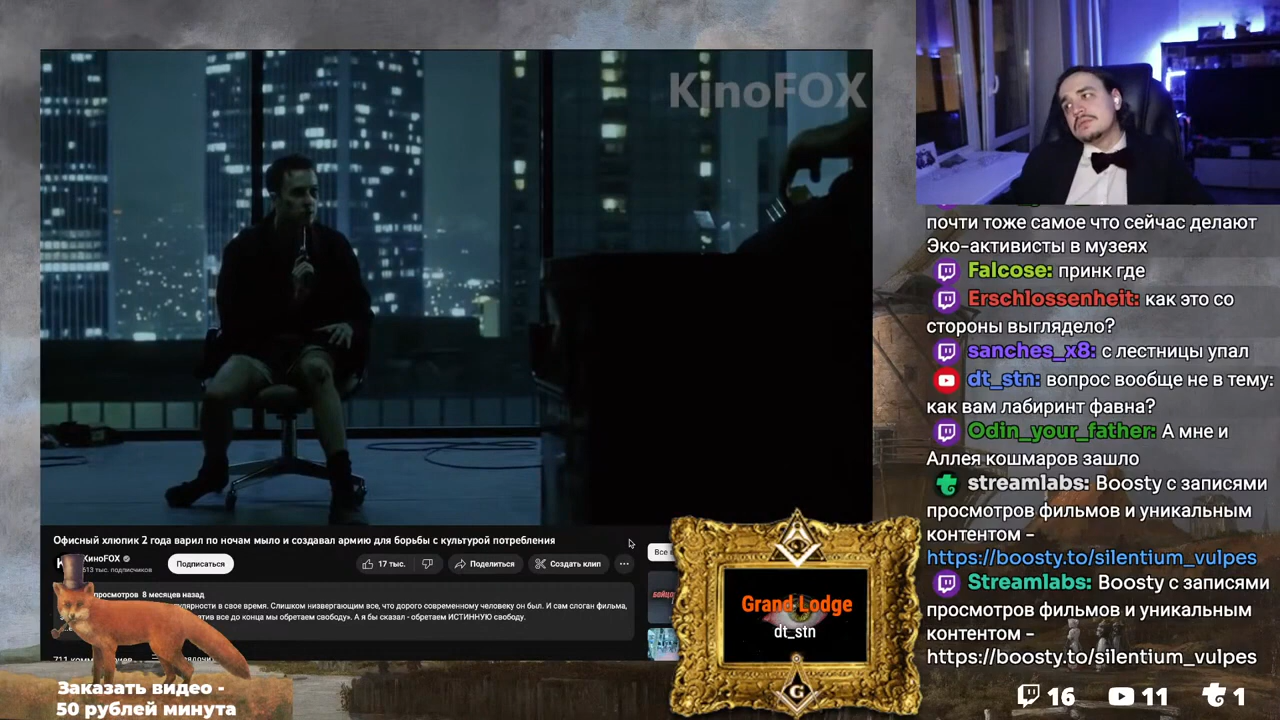 KinoFOX
Офисный хлюпик 2 года варил по ночам мыло и создавал армию для борьбы с культурой потребления
КиноFOX
513 тыс. подписчиков
Подписаться
17 тыс.
Поделиться
Создать клип
Все
просмотров 8 месяцев назад
Слишком низвергающим все, что дорого современному человеку он был. И сам слоган фильма,
все до конца мы обретаем свободу». А я бы сказал - обретаем ИСТИННУЮ свободу.
Заказать видео -
50 рублей минута
Grand Lodge
dt_stn
G
почти тоже самое что сейчас делают
Эко-активисты в музеях
Falcose: принк где
Erschlossenheit: как это со
стороны выглядело?
sanches_x8: с лестницы упал
dt_stn: вопрос вообще не в тему:
как вам лабиринт фавна?
Odin_your_father: А мне и
Аллея кошмаров зашло
streamlabs: Boosty с записями
просмотров фильмов и уникальным
контентом –
https://boosty.to/silentium_vulpes
Streamlabs: Boosty с записями
просмотров фильмов и уникальным
контентом –
https://boosty.to/silentium_vulpes
16 11 1